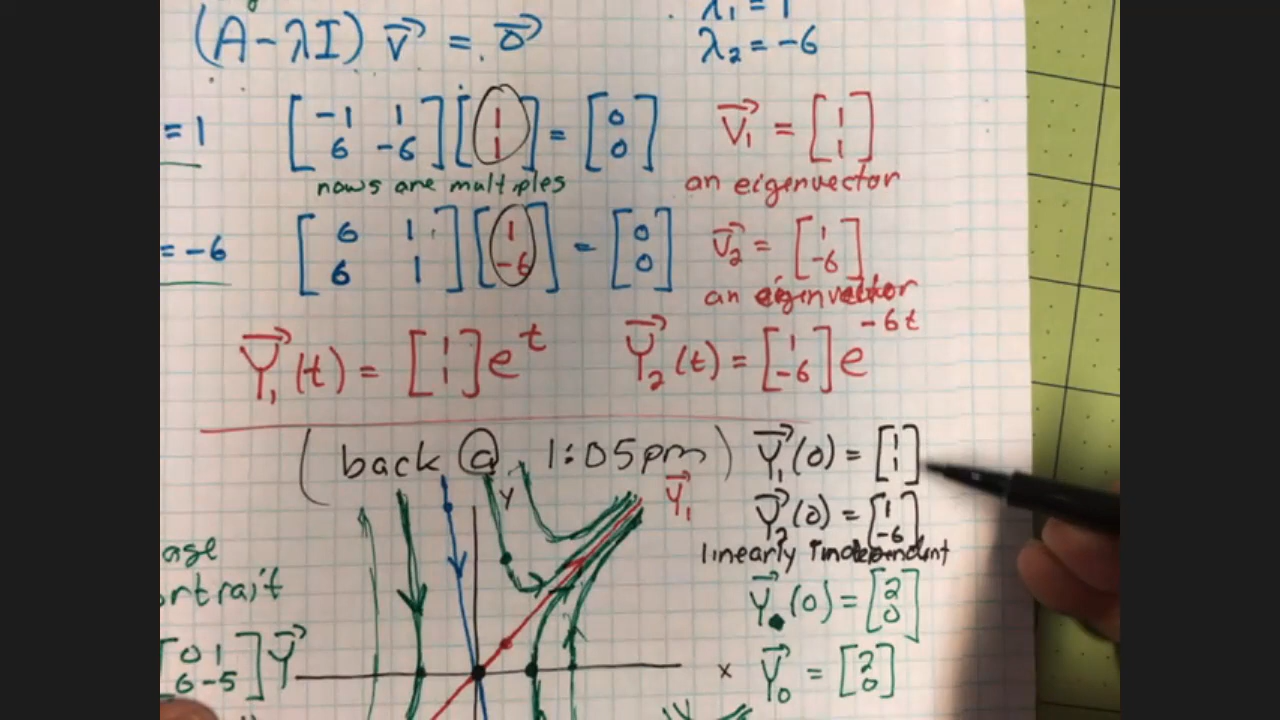 (A-λI) v⃗ = 0⃗
λ₁ = 1
λ₂ = -6
= 1 [-1 1; 6 -6] [1; 1] = [0; 0] V⃗₁ = [1; 1]
rows are multiples
an eigenvector
= -6 [6 1; 6 1] [1; -6] = [0; 0] V⃗₂ = [1; -6]
an eigenvector
Y⃗₁(t) = [1; 1] e^t Y⃗₂(t) = [1; -6] e^-6t
(back @ 1:05pm)
Y⃗₁(0) = [1; 1]
Y⃗₂(0) = [1; -6]
linearly independent
Y⃗(0) = [2; 0]
Y⃗₀ = [2; 0]
y
Y⃗₁
x
ase
ortrait
[0 1; 6 -5] Y⃗